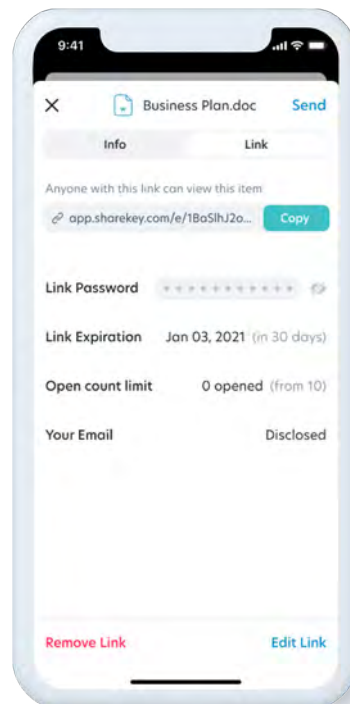 9:41
Business Plan.doc Send
Info Link
Anyone with this link can view this item
app.sharekey.com/e/1BaSlhJ2o... Copy
Link Password
Link Expiration Jan 03, 2021 (in 30 days)
Open count limit 0 opened (from 10)
Your Email Disclosed
Remove Link Edit Link